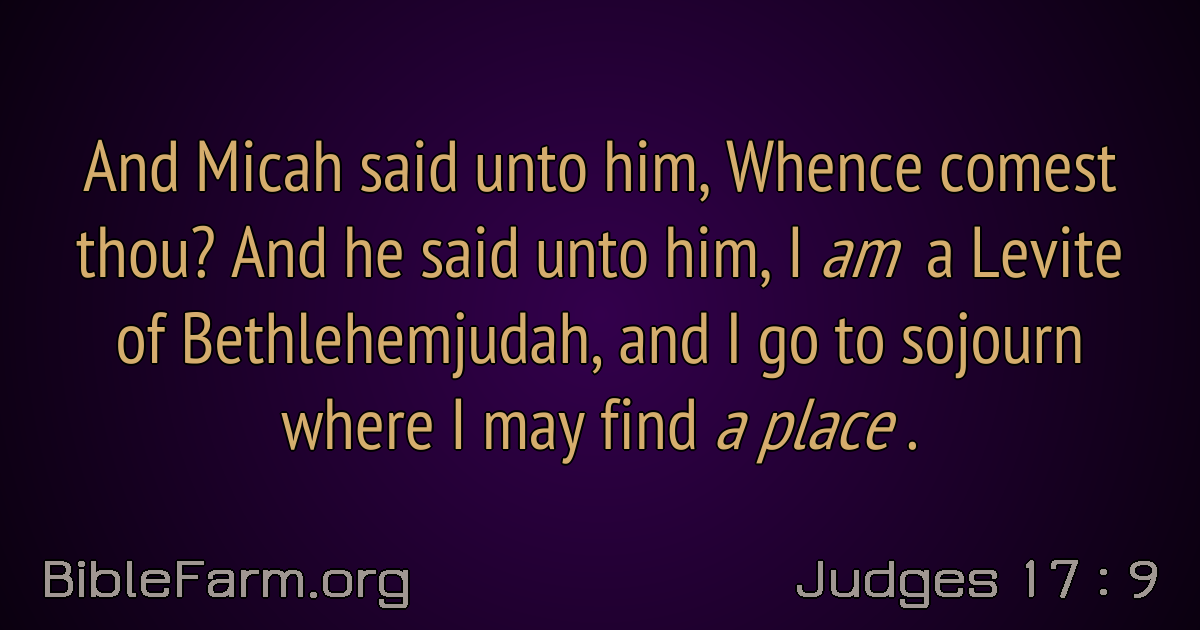 And Micah said unto him, Whence comest
thou? And he said unto him, I am a Levite
of Bethlehemjudah, and I go to sojourn
where I may find a place .
BibleFarm.org
Judges 17 : 9